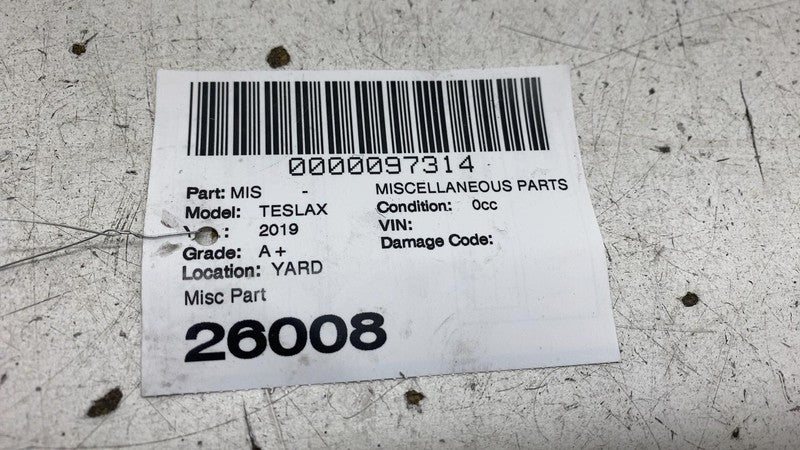 0000097314
Part: MIS - MISCELLANEOUS PARTS
Model: TESLAX Condition: 0cc
: 2019 VIN:
Grade: A+ Damage Code:
Location: YARD
Misc Part
26008